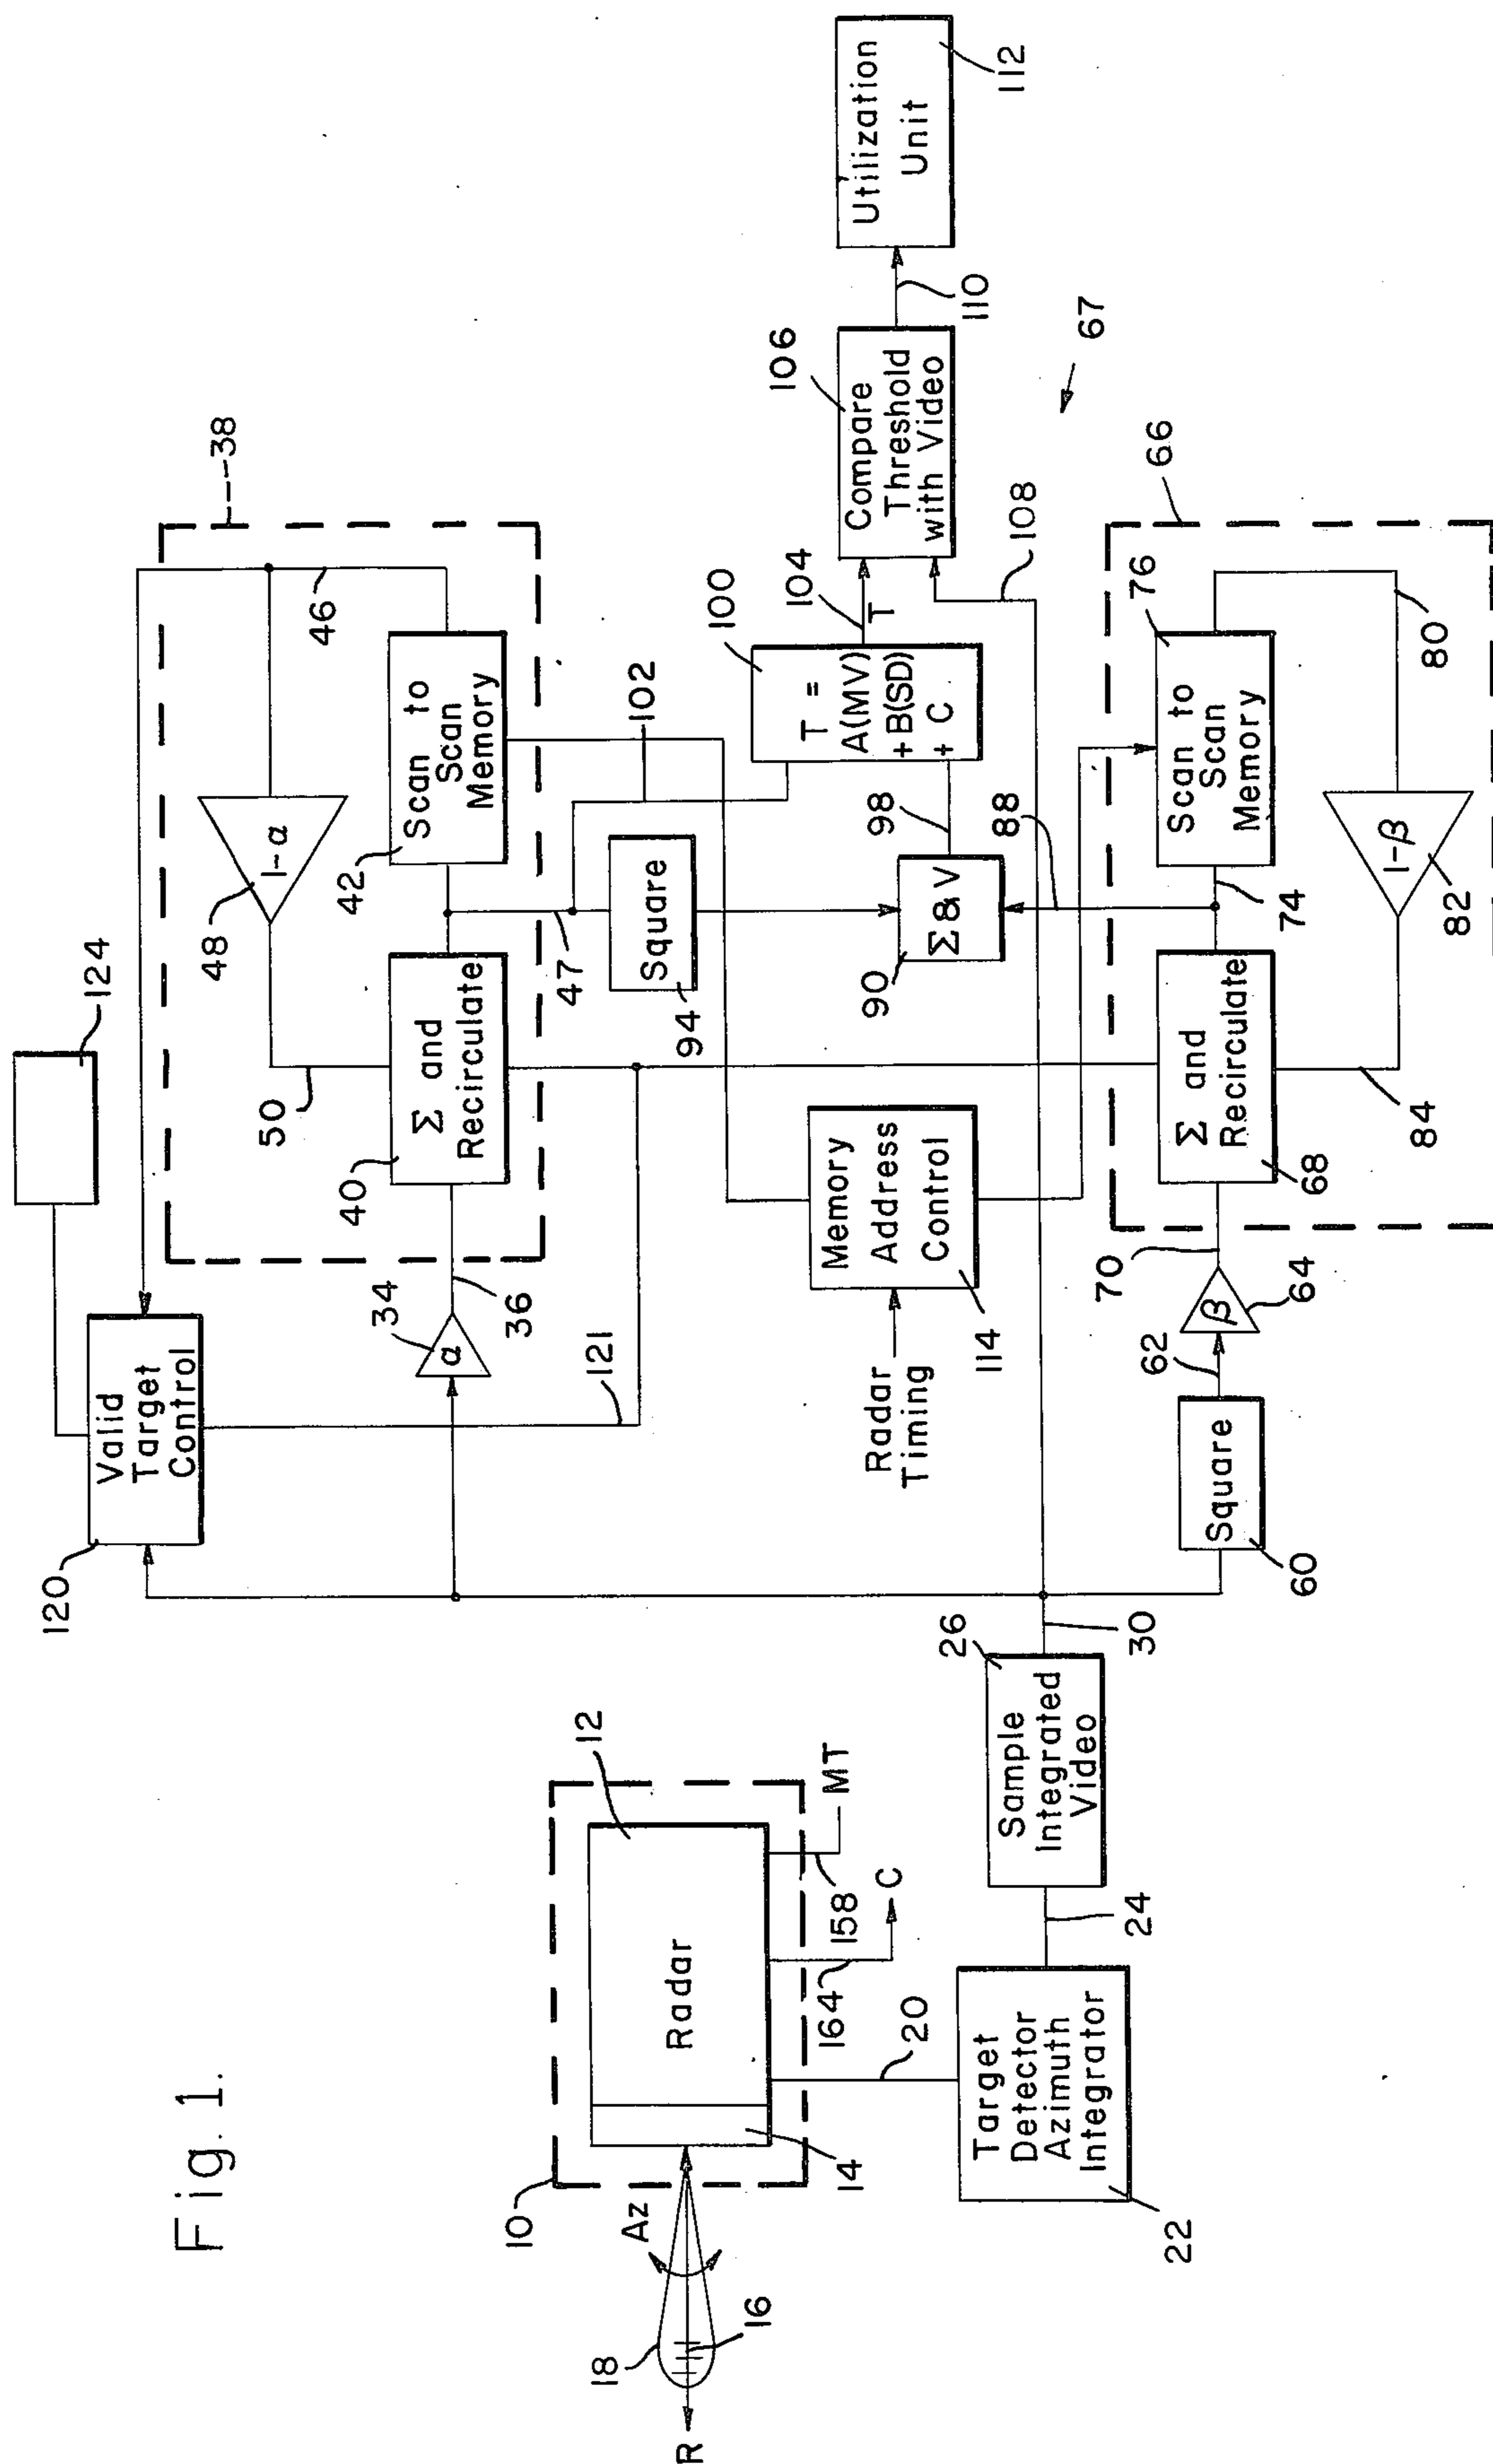 Fig. 1.
R
18
16
Az
10
14
Radar
12
164
C
158
MT
20
22
Target
Detector
Azimuth
Integrator
24
26
Sample
Integrated
Video
30
120
Valid
Target
Control
124
121
34
α
36
38
40
Σ and
Recirculate
50
48
1-α
42
Scan to
Scan
Memory
46
47
94
Square
102
Radar
Timing
114
Memory
Address
Control
90
Σ & √
98
88
100
T =
A(MV)
+ B(SD)
+ C
104
T
106
Compare
Threshold
with Video
108
110
Utilization
Unit
112
67
60
Square
62
β
64
70
66
68
Σ and
Recirculate
74
76
Scan to
Scan
Memory
80
1-β
82
84